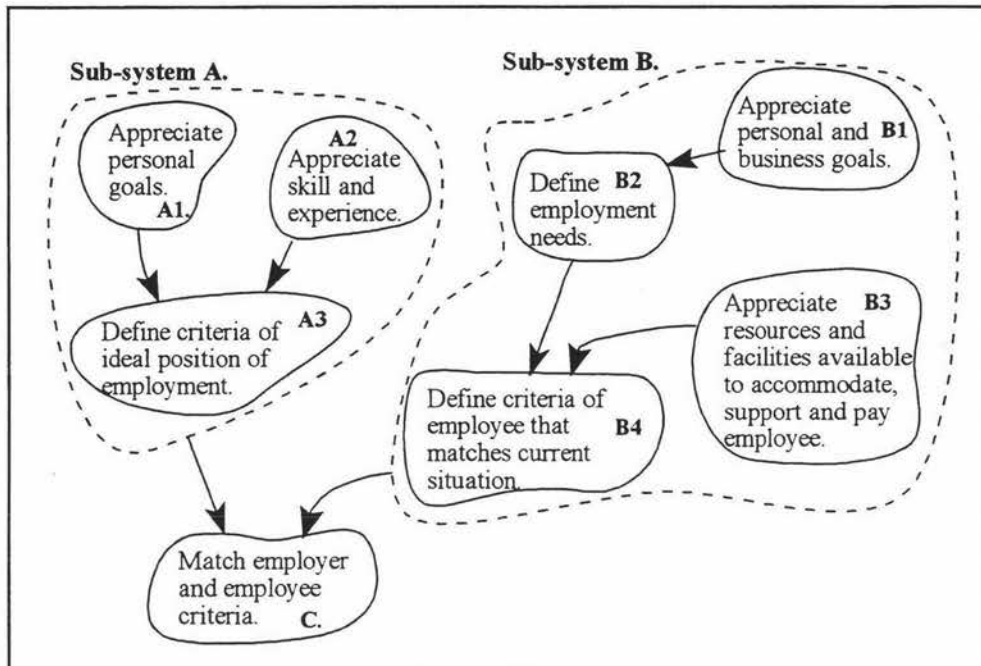 Sub-system A.
Appreciate
personal
goals.
A1.
A2
Appreciate
skill and
experience.
Define criteria of
ideal position of
employment.
A3
Sub-system B.
Appreciate
personal and
business goals.
B1
Define
employment
needs.
B2
Appreciate
resources and
facilities available
to accommodate,
support and pay
employee.
B3
Define criteria of
employee that
matches current
situation.
B4
Match employer
and employee
criteria.
C.